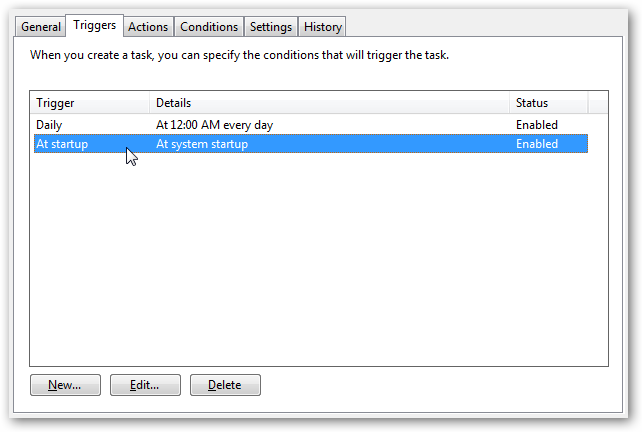 General Triggers Actions Conditions Settings History
When you create a task, you can specify the conditions that will trigger the task.
Trigger Details Status
Daily At 12:00 AM every day Enabled
At startup At system startup Enabled
New... Edit... Delete